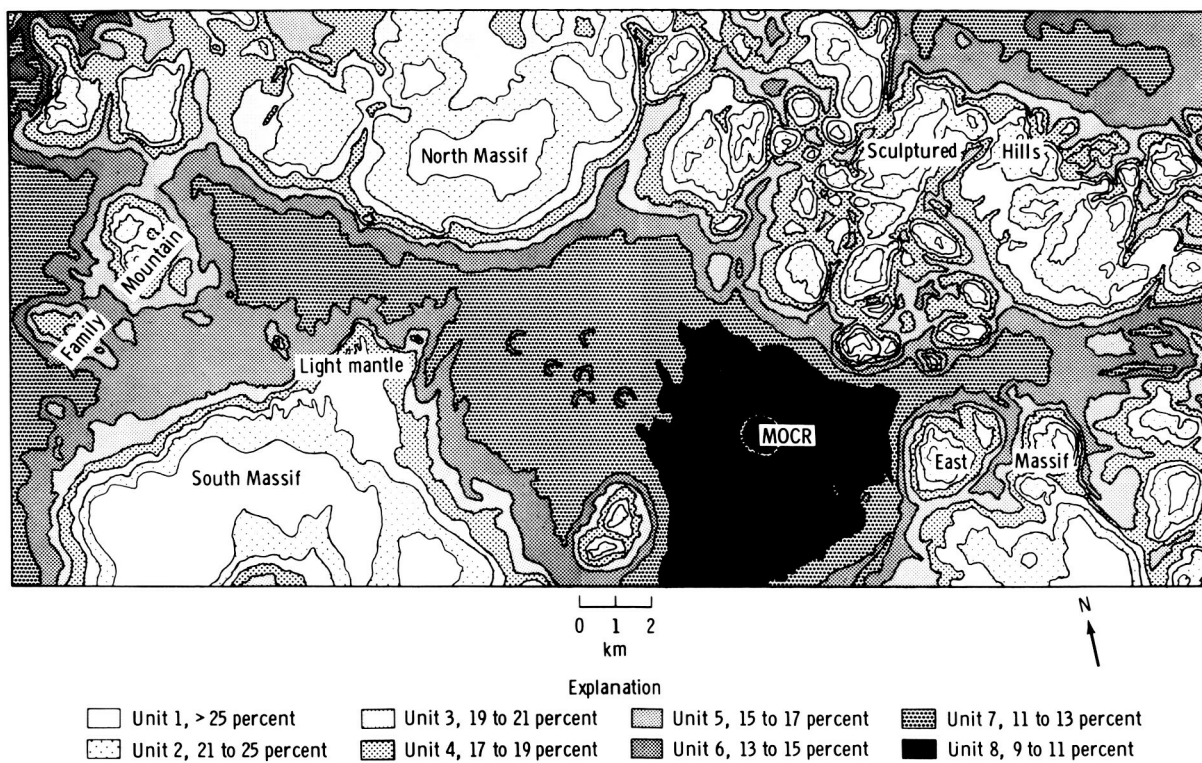 North Massif
Sculptured
Hills
Mountain
Family
Light mantle
MOCR
South Massif
East
Massif
0 1 2
km
N
Explanation
Unit 1, > 25 percent
Unit 3, 19 to 21 percent
Unit 5, 15 to 17 percent
Unit 7, 11 to 13 percent
Unit 2, 21 to 25 percent
Unit 4, 17 to 19 percent
Unit 6, 13 to 15 percent
Unit 8, 9 to 11 percent